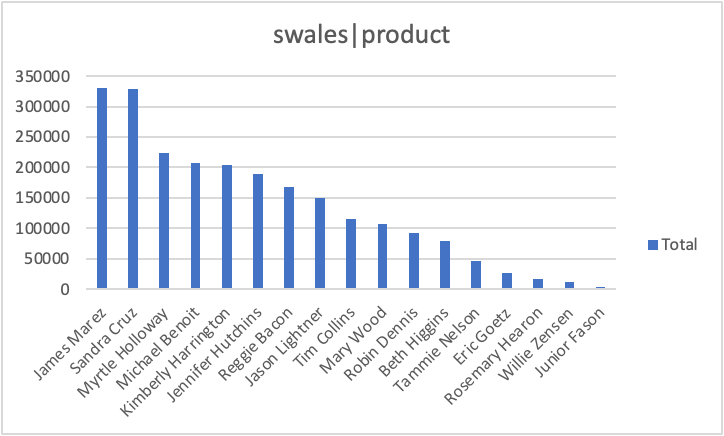 swales|product
350000
300000
250000
200000
150000
100000
50000
0
James Marez
Sandra Cruz
Myrtle Holloway
Michael Benoit
Kimberly Harrington
Jennifer Hutchins
Reggie Bacon
Jason Lightner
Tim Collins
Mary Wood
Robin Dennis
Beth Higgins
Tammie Nelson
Eric Goetz
Rosemary Hearon
Willie Zensen
Junior Fason
Total